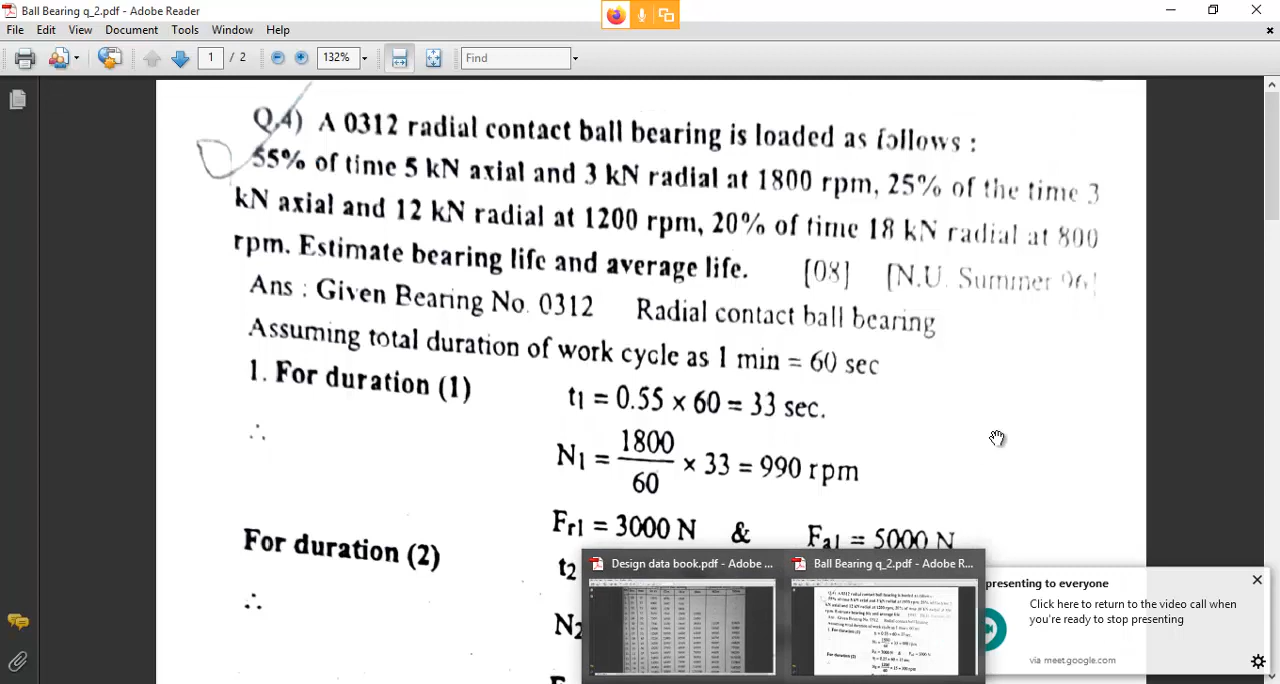 Ball Bearing q_2.pdf - Adobe Reader
File Edit View Document Tools Window Help
1 / 2 132% Find
Q.4) A 0312 radial contact ball bearing is loaded as follows :
55% of time 5 kN axial and 3 kN radial at 1800 rpm, 25% of the time 3
kN axial and 12 kN radial at 1200 rpm, 20% of time 18 kN radial at 800
rpm. Estimate bearing life and average life. [08] [N.U. Summer 96]
Ans : Given Bearing No. 0312 Radial contact ball bearing
Assuming total duration of work cycle as 1 min = 60 sec
1. For duration (1) t1 = 0.55 × 60 = 33 sec.
∴ N1 = 1800/60 × 33 = 990 rpm
Fr1 = 3000 N & Fa1 = 5000 N
For duration (2) t2
∴ N2
Design data book.pdf - Adobe ...
Ball Bearing q_2.pdf - Adobe R...
presenting to everyone
Click here to return to the video call when
you're ready to stop presenting
via meet.google.com